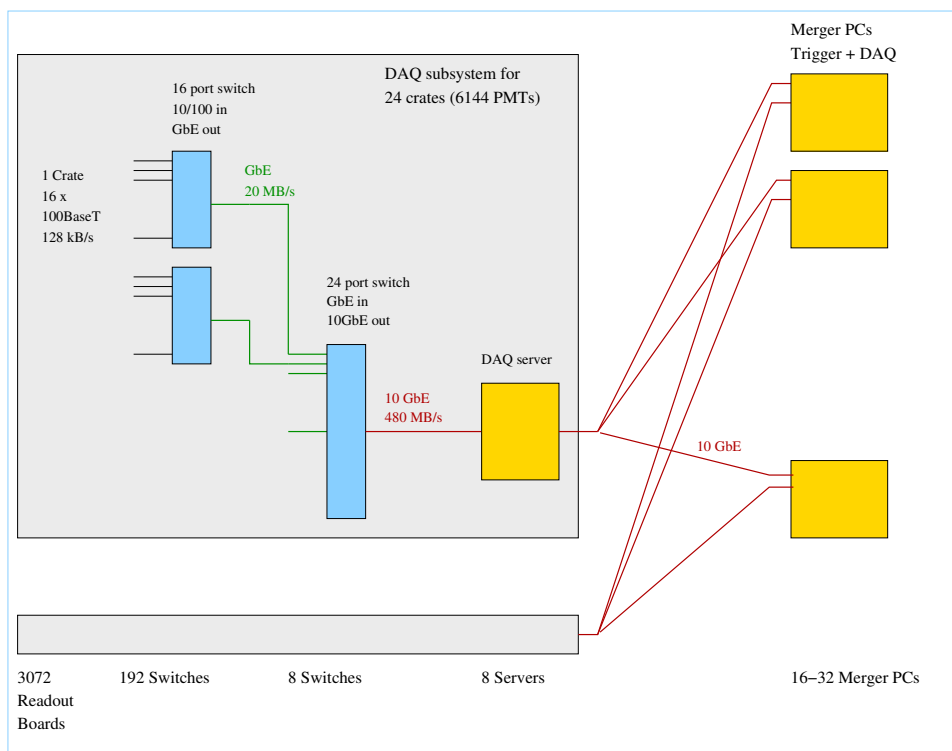 Merger PCs
Trigger + DAQ
DAQ subsystem for
24 crates (6144 PMTs)
16 port switch
10/100 in
GbE out
1 Crate
16 x
100BaseT
128 kB/s
GbE
20 MB/s
24 port switch
GbE in
10GbE out
DAQ server
10 GbE
480 MB/s
10 GbE
3072
Readout
Boards
192 Switches
8 Switches
8 Servers
16−32 Merger PCs